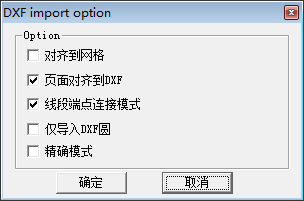 DXF import option
Option
对齐到网格
页面对齐到DXF
线段端点连接模式
仅导入DXF圆
精确模式
确定
取消